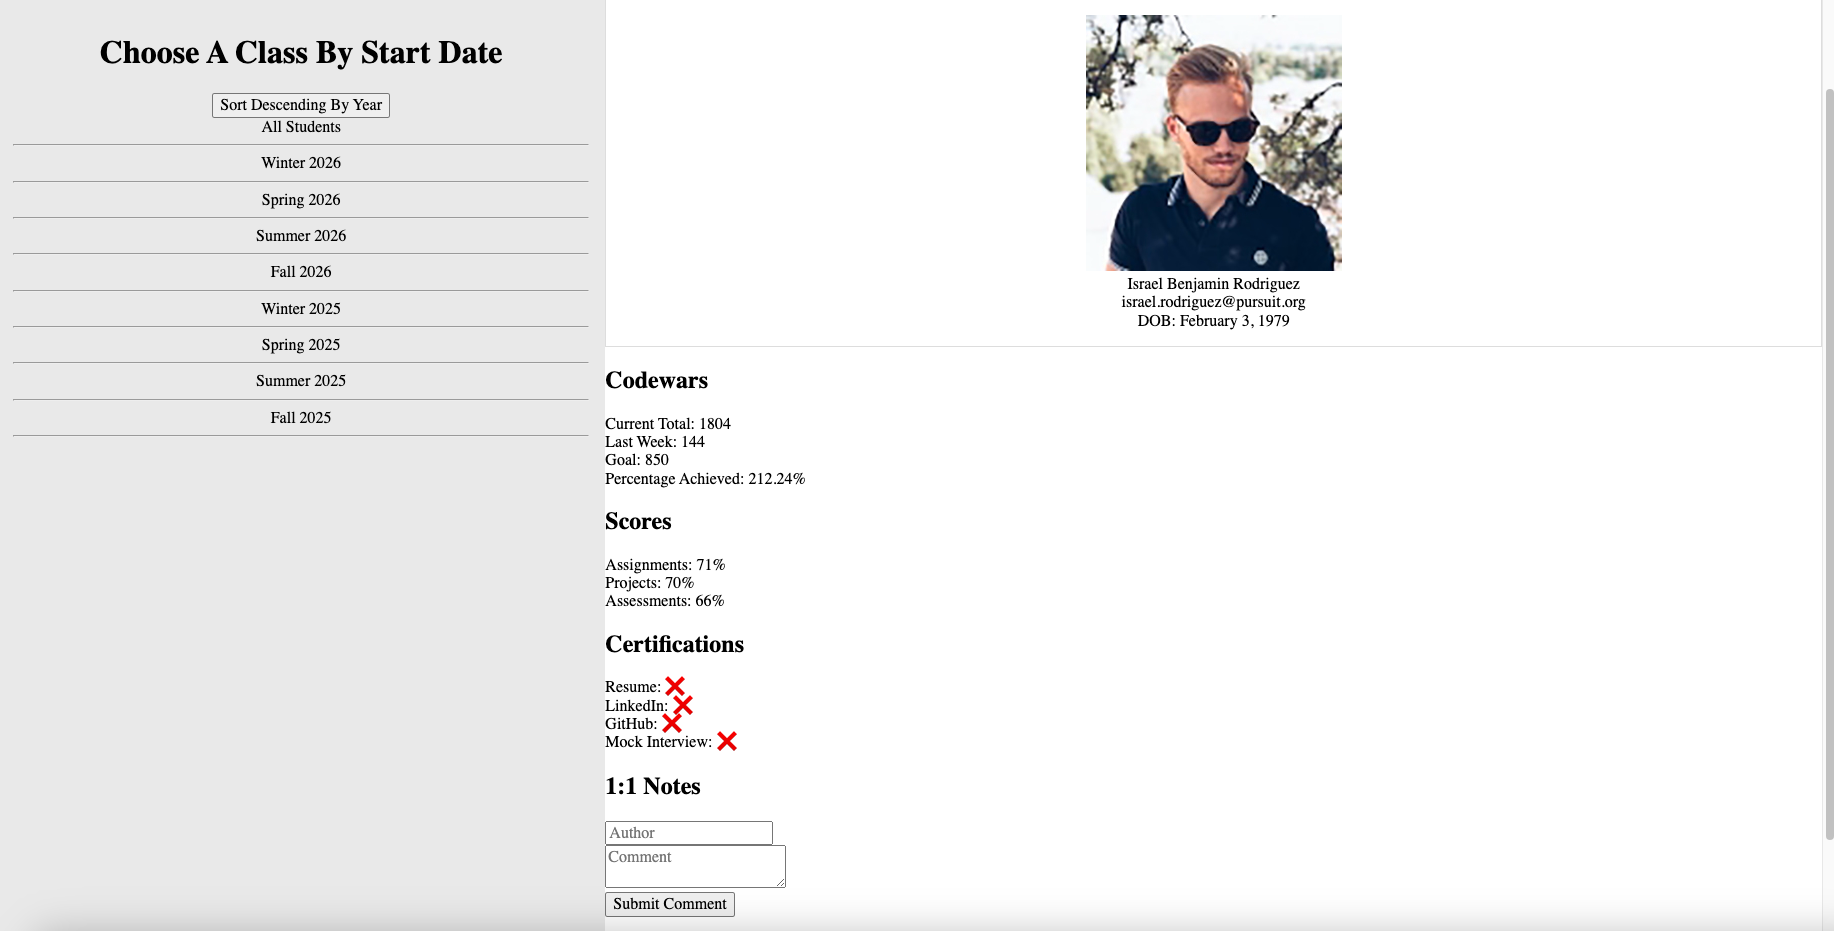 Choose A Class By Start Date
Sort Descending By Year
All Students
Winter 2026
Spring 2026
Summer 2026
Fall 2026
Winter 2025
Spring 2025
Summer 2025
Fall 2025
Israel Benjamin Rodriguez
israel.rodriguez@pursuit.org
DOB: February 3, 1979
Codewars
Current Total: 1804
Last Week: 144
Goal: 850
Percentage Achieved: 212.24%
Scores
Assignments: 71%
Projects: 70%
Assessments: 66%
Certifications
Resume: ❌
LinkedIn: ❌
GitHub: ❌
Mock Interview: ❌
1:1 Notes
Author
Comment
Submit Comment